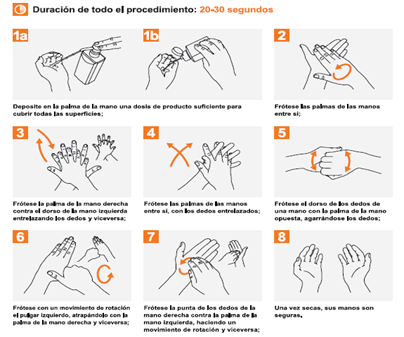 Duración de todo el procedimiento: 20-30 segundos
1a
1b
2
Deposite en la palma de la mano una dosis de producto suficiente para
cubrir todas las superficies;
Frótese las palmas de las manos
entre sí;
3
4
5
Frótese la palma de la mano derecha
contra el dorso de la mano izquierda
entrelazando los dedos y viceversa;
Frótese las palmas de las manos
entre sí, con los dedos entrelazados;
Frótese el dorso de los dedos de
una mano con la palma de la mano
opuesta, agarrándose los dedos;
6
7
8
Frótese con un movimiento de rotación
el pulgar izquierdo, atrapándolo con la
palma de la mano derecha y viceversa;
Frótese la punta de los dedos de la
mano derecha contra la palma de la
mano izquierda, haciendo un
movimiento de rotación y viceversa;
Una vez secas, sus manos son
seguras.